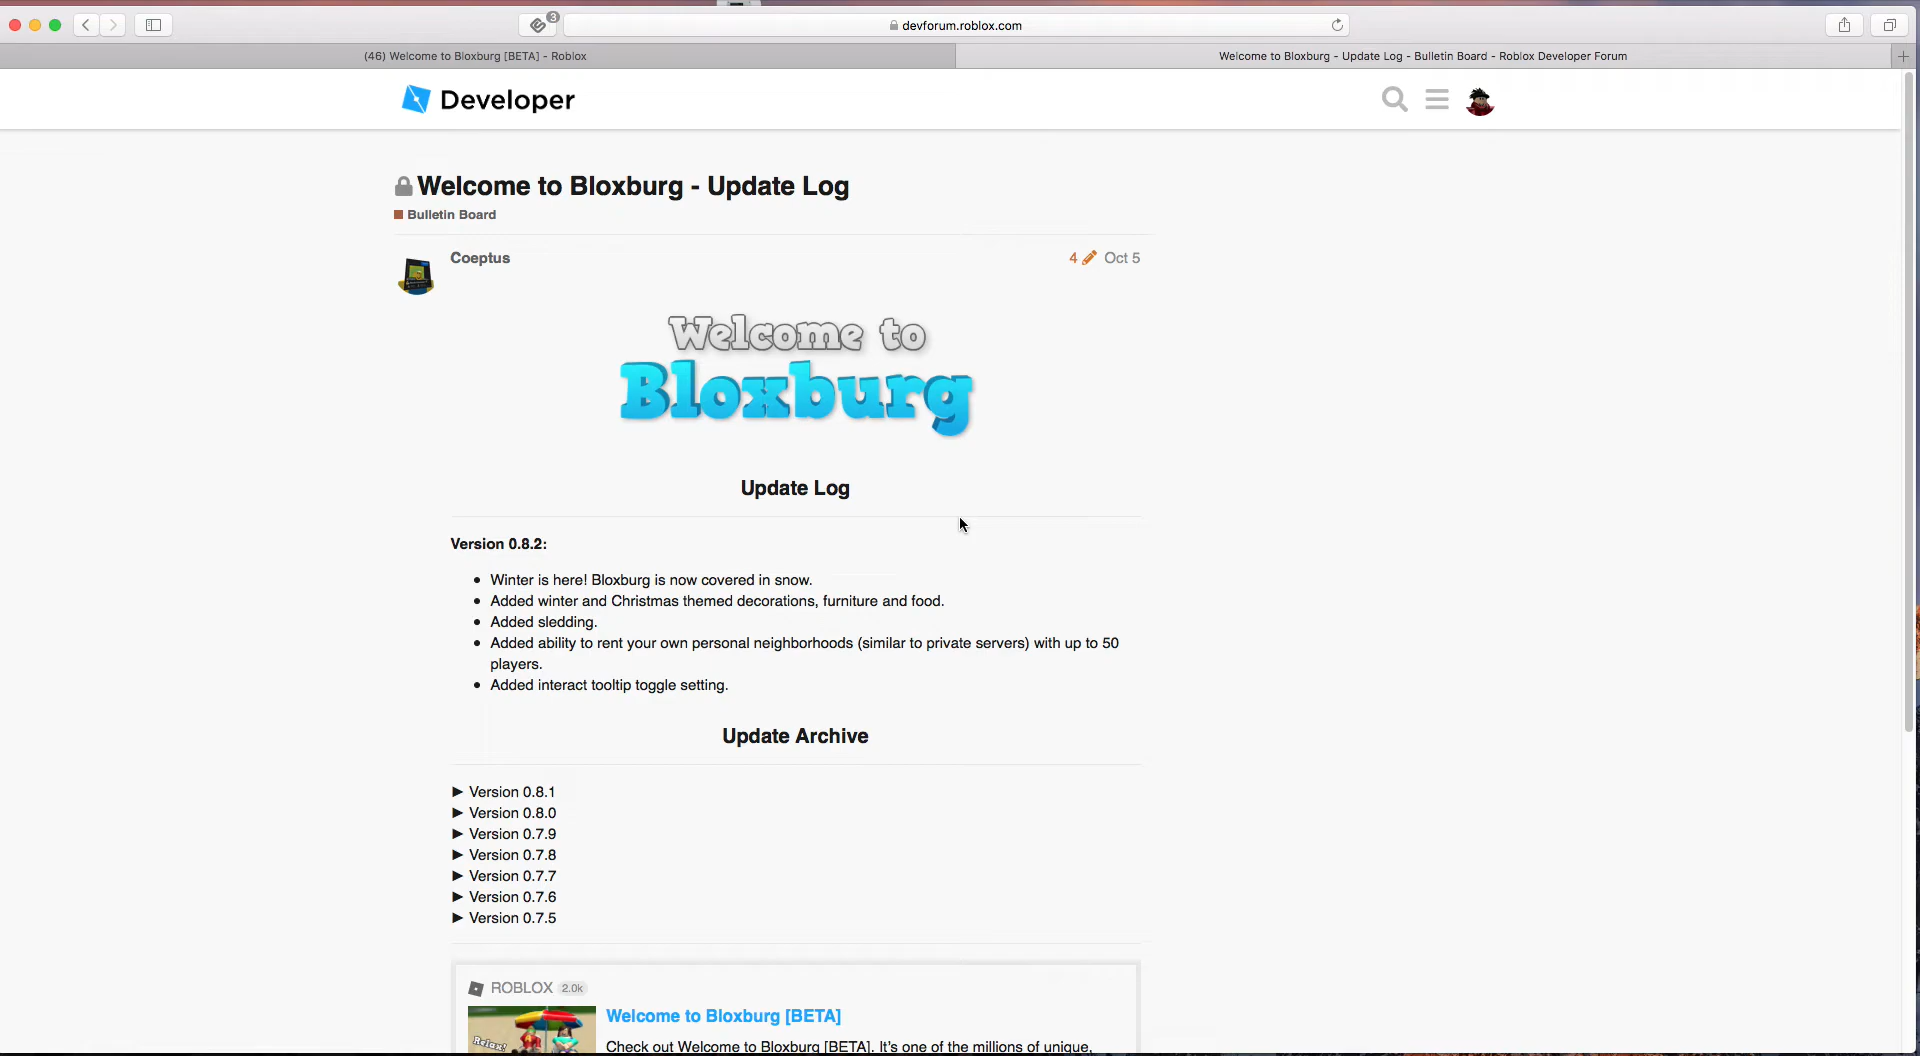 3
devforum.roblox.com
(46) Welcome to Bloxburg [BETA] - Roblox
Welcome to Bloxburg - Update Log - Bulletin Board - Roblox Developer Forum
Developer
Welcome to Bloxburg - Update Log
Bulletin Board
Coeptus
4 Oct 5
Welcome to
Bloxburg
Update Log
Version 0.8.2:
• Winter is here! Bloxburg is now covered in snow.
• Added winter and Christmas themed decorations, furniture and food.
• Added sledding.
• Added ability to rent your own personal neighborhoods (similar to private servers) with up to 50
players.
• Added interact tooltip toggle setting.
Update Archive
▶ Version 0.8.1
▶ Version 0.8.0
▶ Version 0.7.9
▶ Version 0.7.8
▶ Version 0.7.7
▶ Version 0.7.6
▶ Version 0.7.5
ROBLOX 2.0k
Welcome to Bloxburg [BETA]
Relax!
Check out Welcome to Bloxburg [BETA]. It's one of the millions of unique,